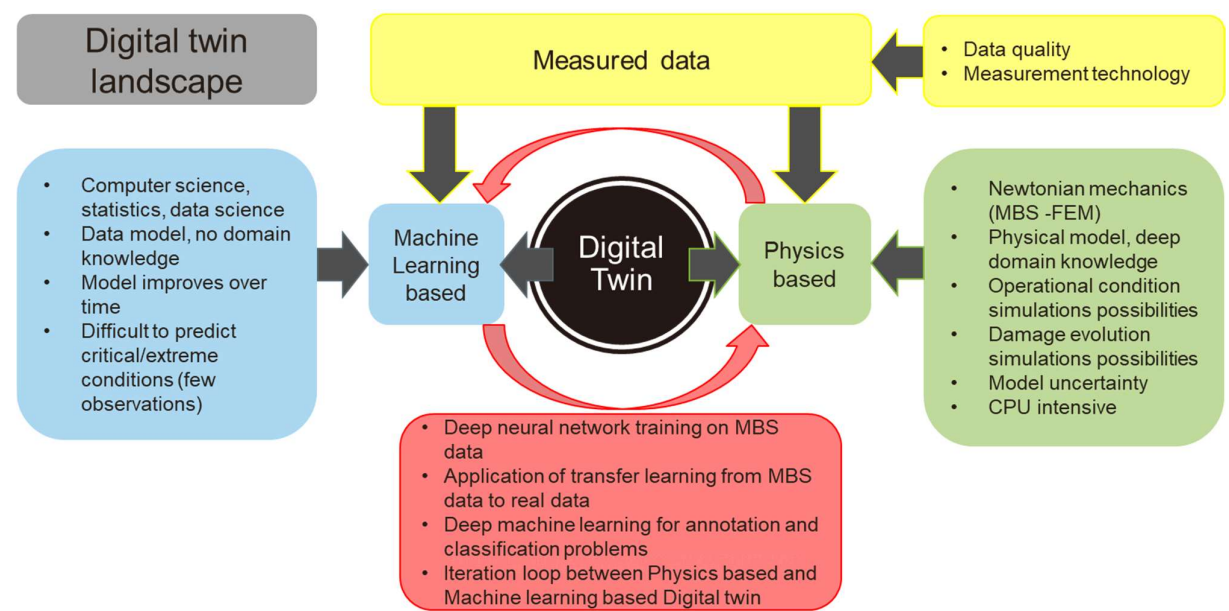 Digital twin
landscape
Measured data
• Data quality
• Measurement technology
• Computer science,
statistics, data science
• Data model, no domain
knowledge
• Model improves over
time
• Difficult to predict
critical/extreme
conditions (few
observations)
Machine
Learning
based
Digital
Twin
Physics
based
• Newtonian mechanics
(MBS -FEM)
• Physical model, deep
domain knowledge
• Operational condition
simulations possibilities
• Damage evolution
simulations possibilities
• Model uncertainty
• CPU intensive
• Deep neural network training on MBS
data
• Application of transfer learning from MBS
data to real data
• Deep machine learning for annotation and
classification problems
• Iteration loop between Physics based and
Machine learning based Digital twin